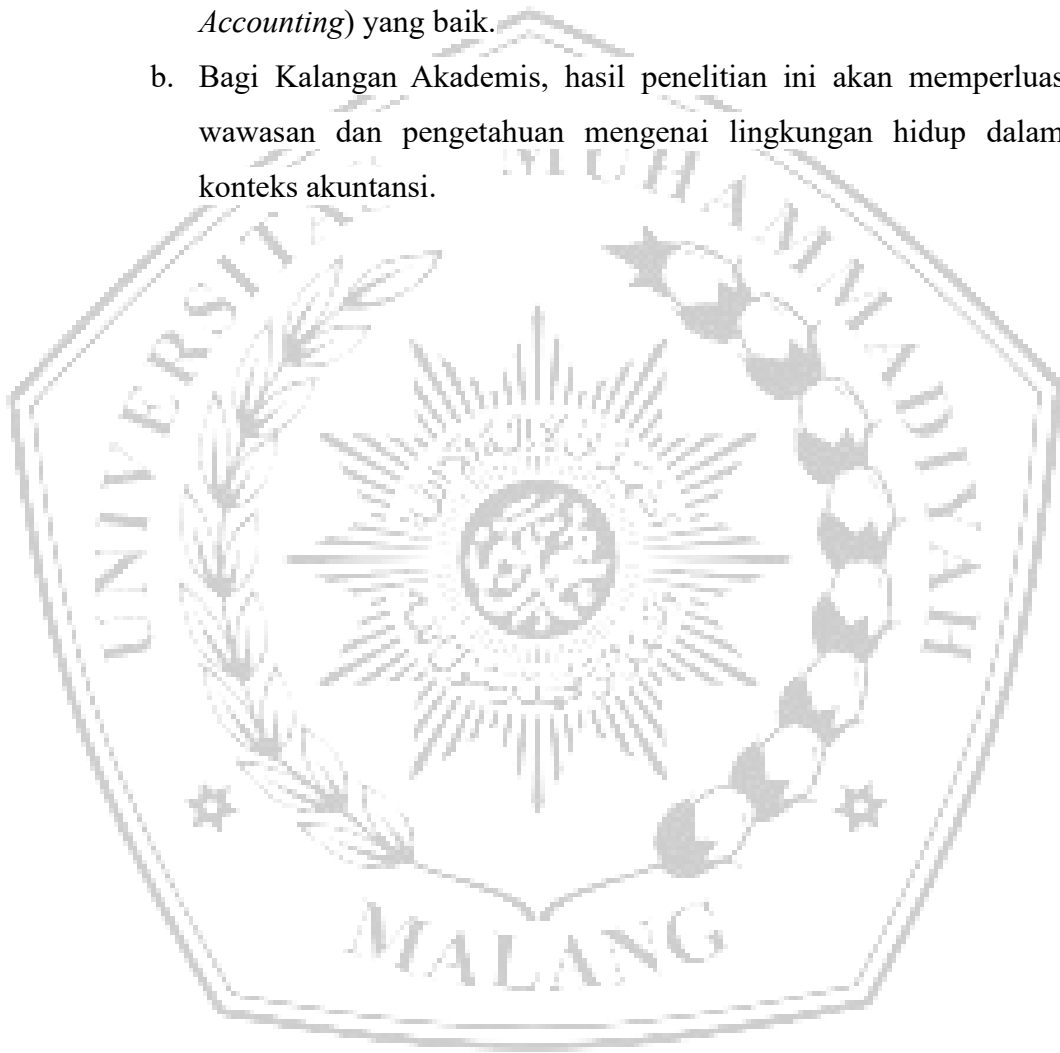 Accounting) yang baik.
b. Bagi Kalangan Akademis, hasil penelitian ini akan memperluas
wawasan dan pengetahuan mengenai lingkungan hidup dalam
konteks akuntansi.
UNIVERSITAS MUHAMMADIYAH
MALANG